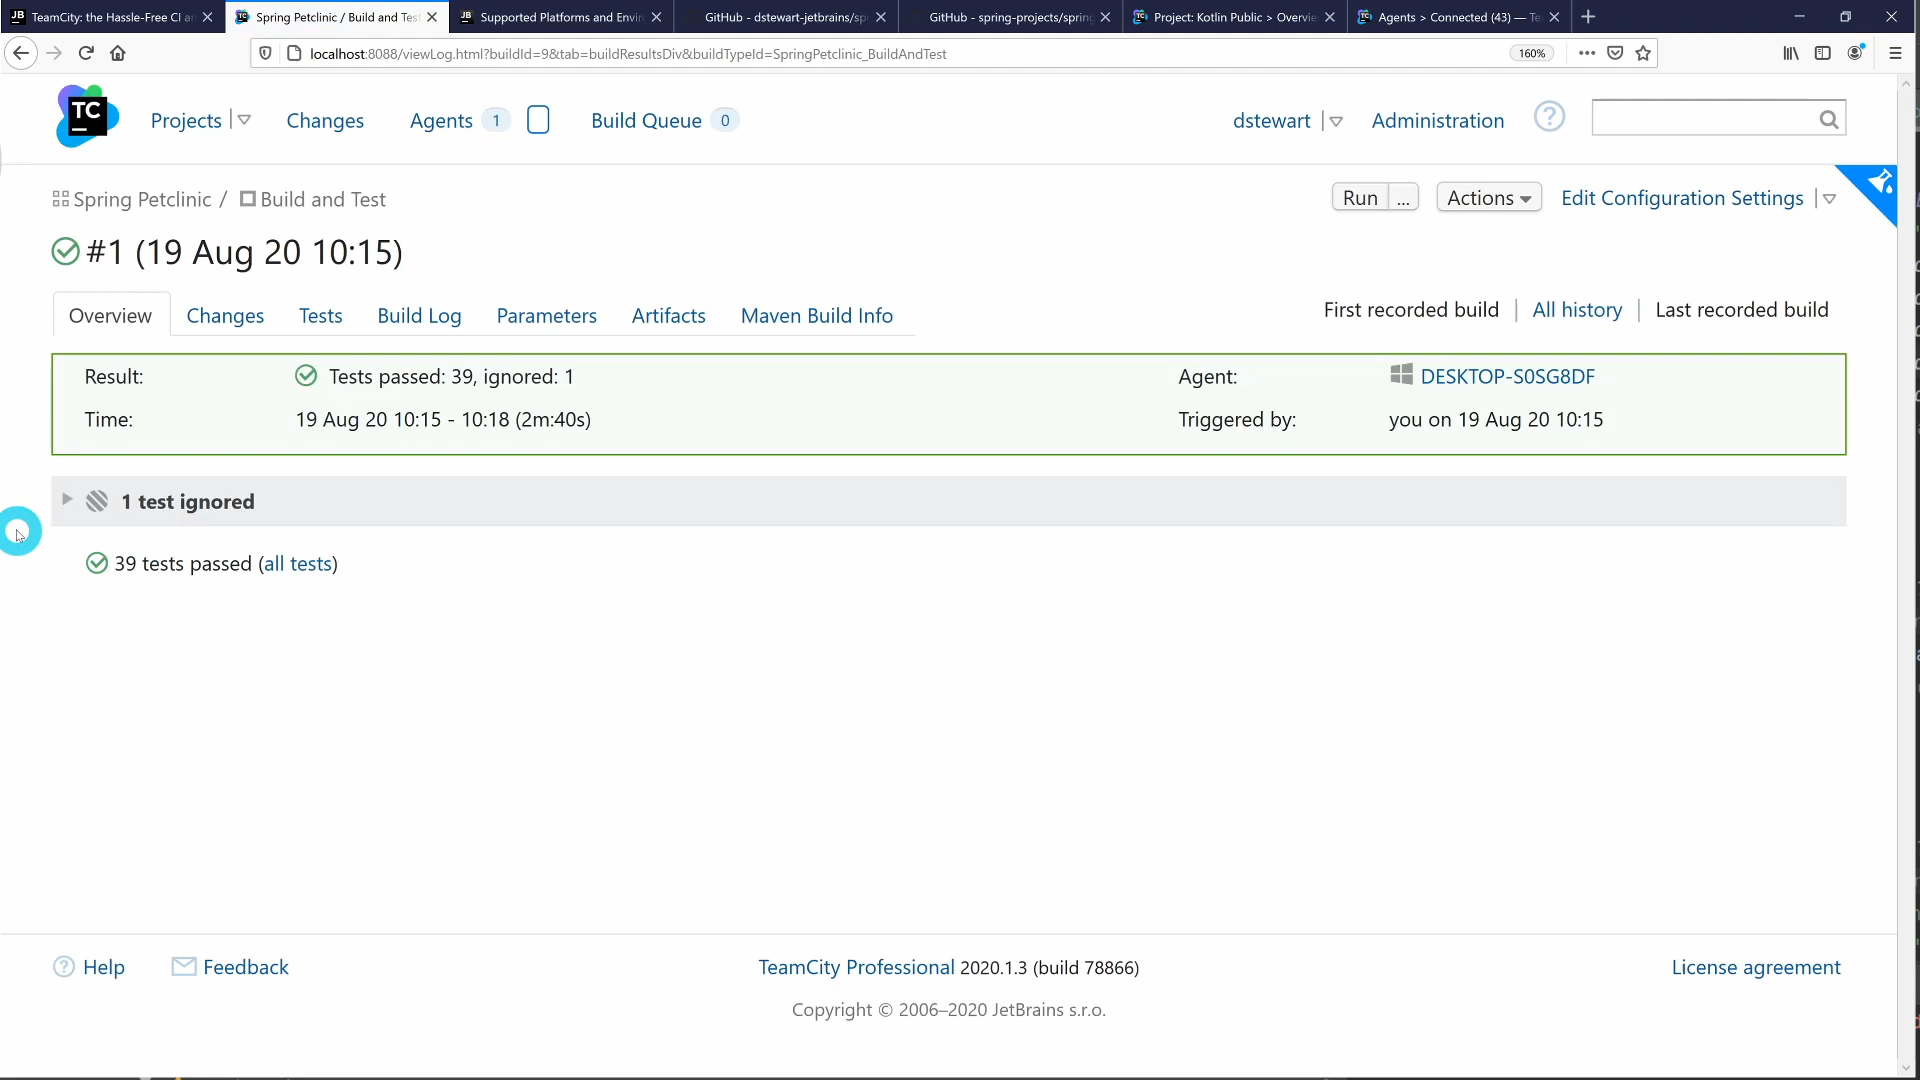 JB TeamCity: the Hassle-Free CI a
Spring Petclinic / Build and Tes
JB Supported Platforms and Envir
GitHub - dstewart-jetbrains/sp
GitHub - spring-projects/spring
TC Project: Kotlin Public > Overvie
TC Agents > Connected (43) — Te
localhost:8088/viewLog.html?buildId=9&tab=buildResultsDiv&buildTypeId=SpringPetclinic_BuildAndTest
160%
TC
Projects
Changes
Agents 1
Build Queue 0
dstewart
Administration
?
Spring Petclinic / Build and Test
Run ...
Actions
Edit Configuration Settings
#1 (19 Aug 20 10:15)
Overview
Changes
Tests
Build Log
Parameters
Artifacts
Maven Build Info
First recorded build | All history | Last recorded build
Result: Tests passed: 39, ignored: 1
Agent: DESKTOP-S0SG8DF
Time: 19 Aug 20 10:15 - 10:18 (2m:40s)
Triggered by: you on 19 Aug 20 10:15
1 test ignored
39 tests passed (all tests)
? Help
Feedback
TeamCity Professional 2020.1.3 (build 78866)
License agreement
Copyright © 2006–2020 JetBrains s.r.o.